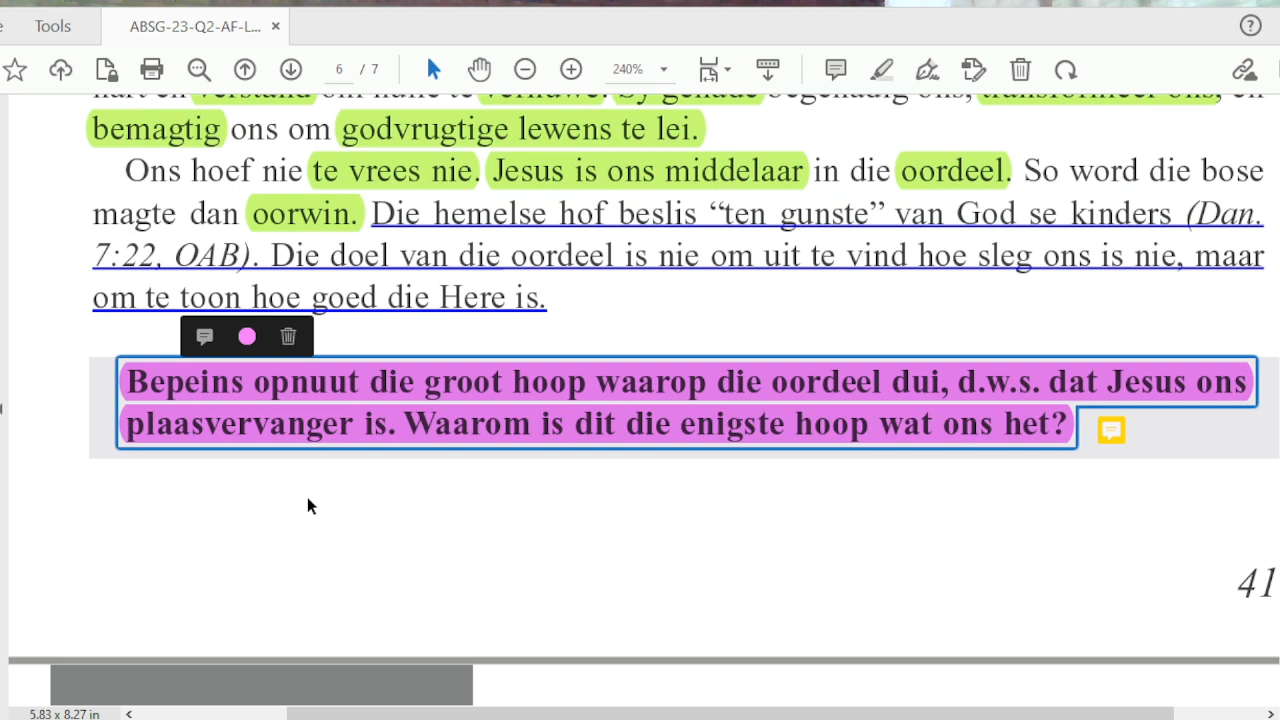 Tools
ABSG-23-Q2-AF-L... ×
6 / 7
240%
bemagtig ons om godvrugtige lewens te lei.
Ons hoef nie te vrees nie. Jesus is ons middelaar in die oordeel. So word die bose
magte dan oorwin. Die hemelse hof beslis “ten gunste” van God se kinders (Dan.
7:22, OAB). Die doel van die oordeel is nie om uit te vind hoe sleg ons is nie, maar
om te toon hoe goed die Here is.
Bepeins opnuut die groot hoop waarop die oordeel dui, d.w.s. dat Jesus ons
plaasvervanger is. Waarom is dit die enigste hoop wat ons het?
41
5.83 x 8.27 in